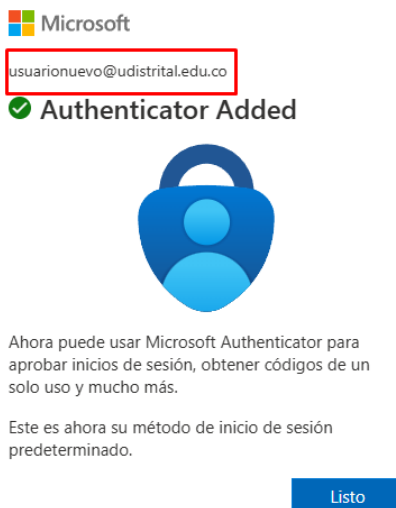 Microsoft
usuarionuevo@udistrital.edu.co
Authenticator Added
Ahora puede usar Microsoft Authenticator para
aprobar inicios de sesión, obtener códigos de un
solo uso y mucho más.
Este es ahora su método de inicio de sesión
predeterminado.
Listo